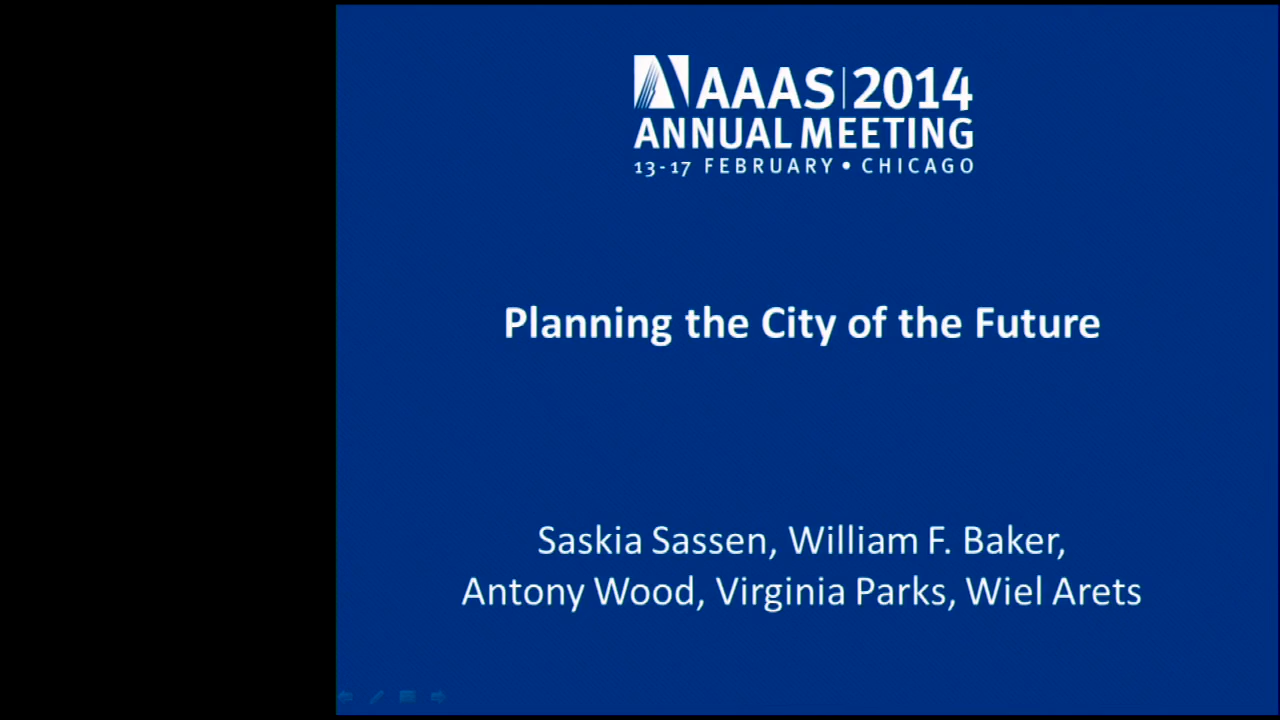 AAAS|2014
ANNUAL MEETING
13-17 FEBRUARY • CHICAGO
Planning the City of the Future
Saskia Sassen, William F. Baker,
Antony Wood, Virginia Parks, Wiel Arets